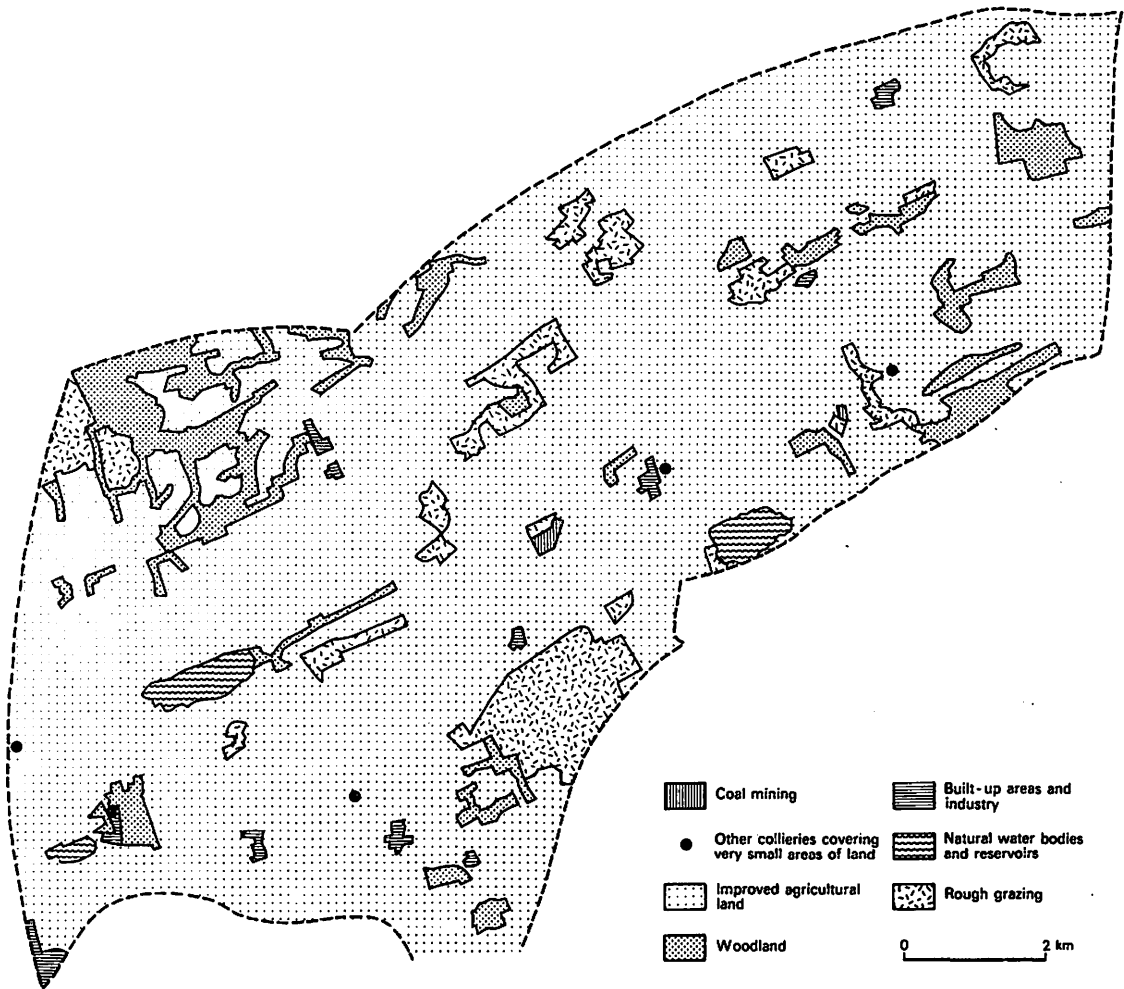 Coal mining
Other collieries covering
very small areas of land
Improved agricultural
land
Woodland
Built-up areas and
industry
Natural water bodies
and reservoirs
Rough grazing
0 2 km